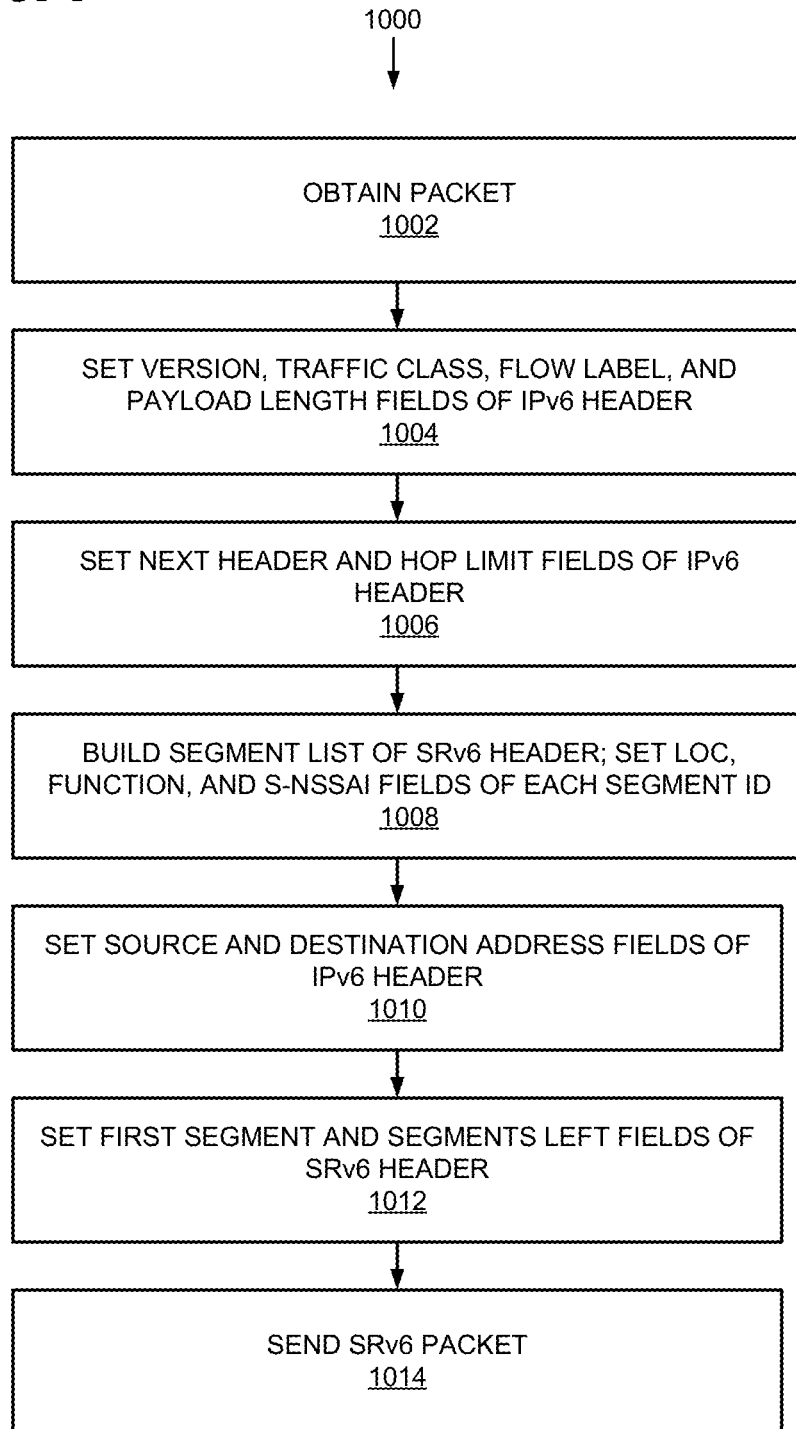 1000
OBTAIN PACKET
1002
SET VERSION, TRAFFIC CLASS, FLOW LABEL, AND
PAYLOAD LENGTH FIELDS OF IPv6 HEADER
1004
SET NEXT HEADER AND HOP LIMIT FIELDS OF IPv6
HEADER
1006
BUILD SEGMENT LIST OF SRv6 HEADER; SET LOC,
FUNCTION, AND S-NSSAI FIELDS OF EACH SEGMENT ID
1008
SET SOURCE AND DESTINATION ADDRESS FIELDS OF
IPv6 HEADER
1010
SET FIRST SEGMENT AND SEGMENTS LEFT FIELDS OF
SRv6 HEADER
1012
SEND SRv6 PACKET
1014